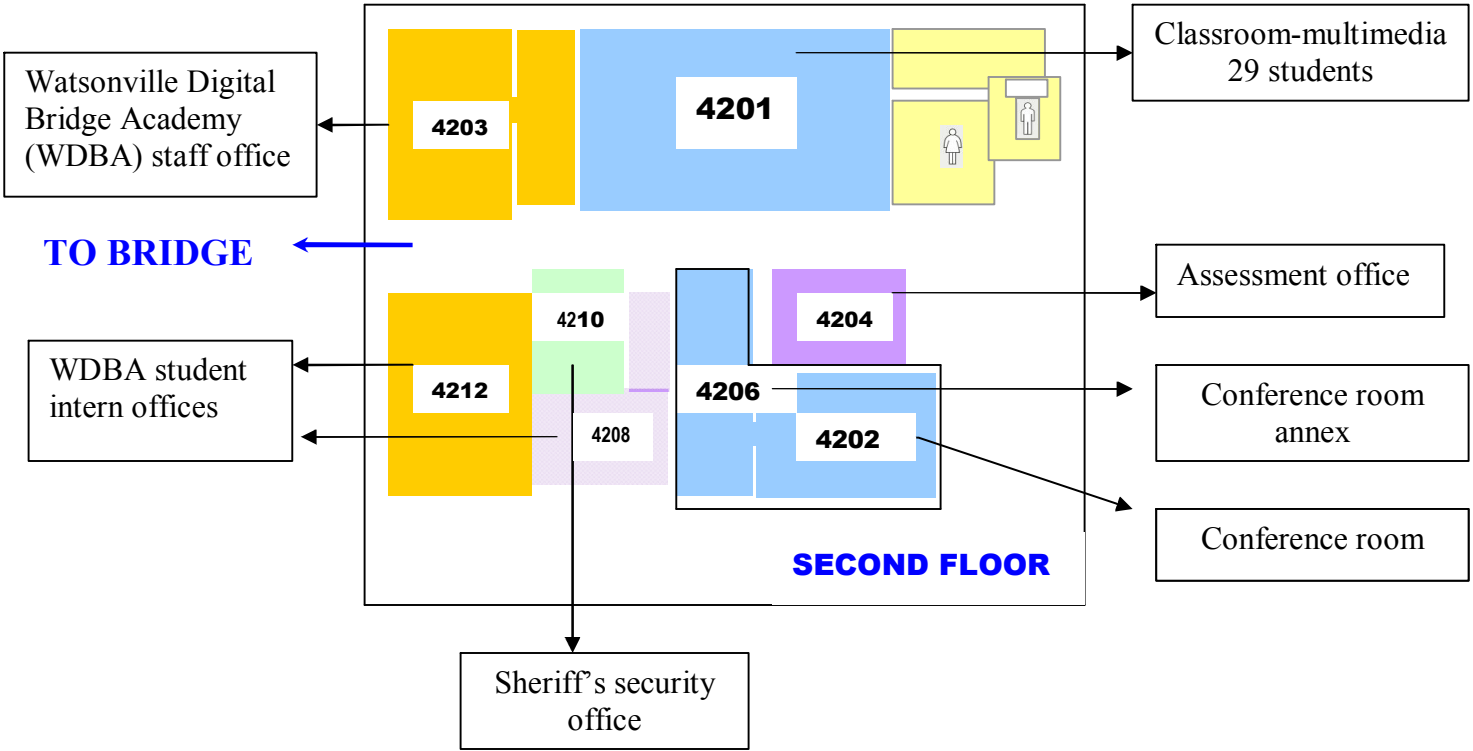 Classroom-multimedia
29 students
Watsonville Digital
Bridge Academy
(WDBA) staff office
4203
4201
TO BRIDGE
Assessment office
4210
4204
WDBA student
intern offices
4212
4206
4208
4202
Conference room
annex
Conference room
SECOND FLOOR
Sheriff’s security
office